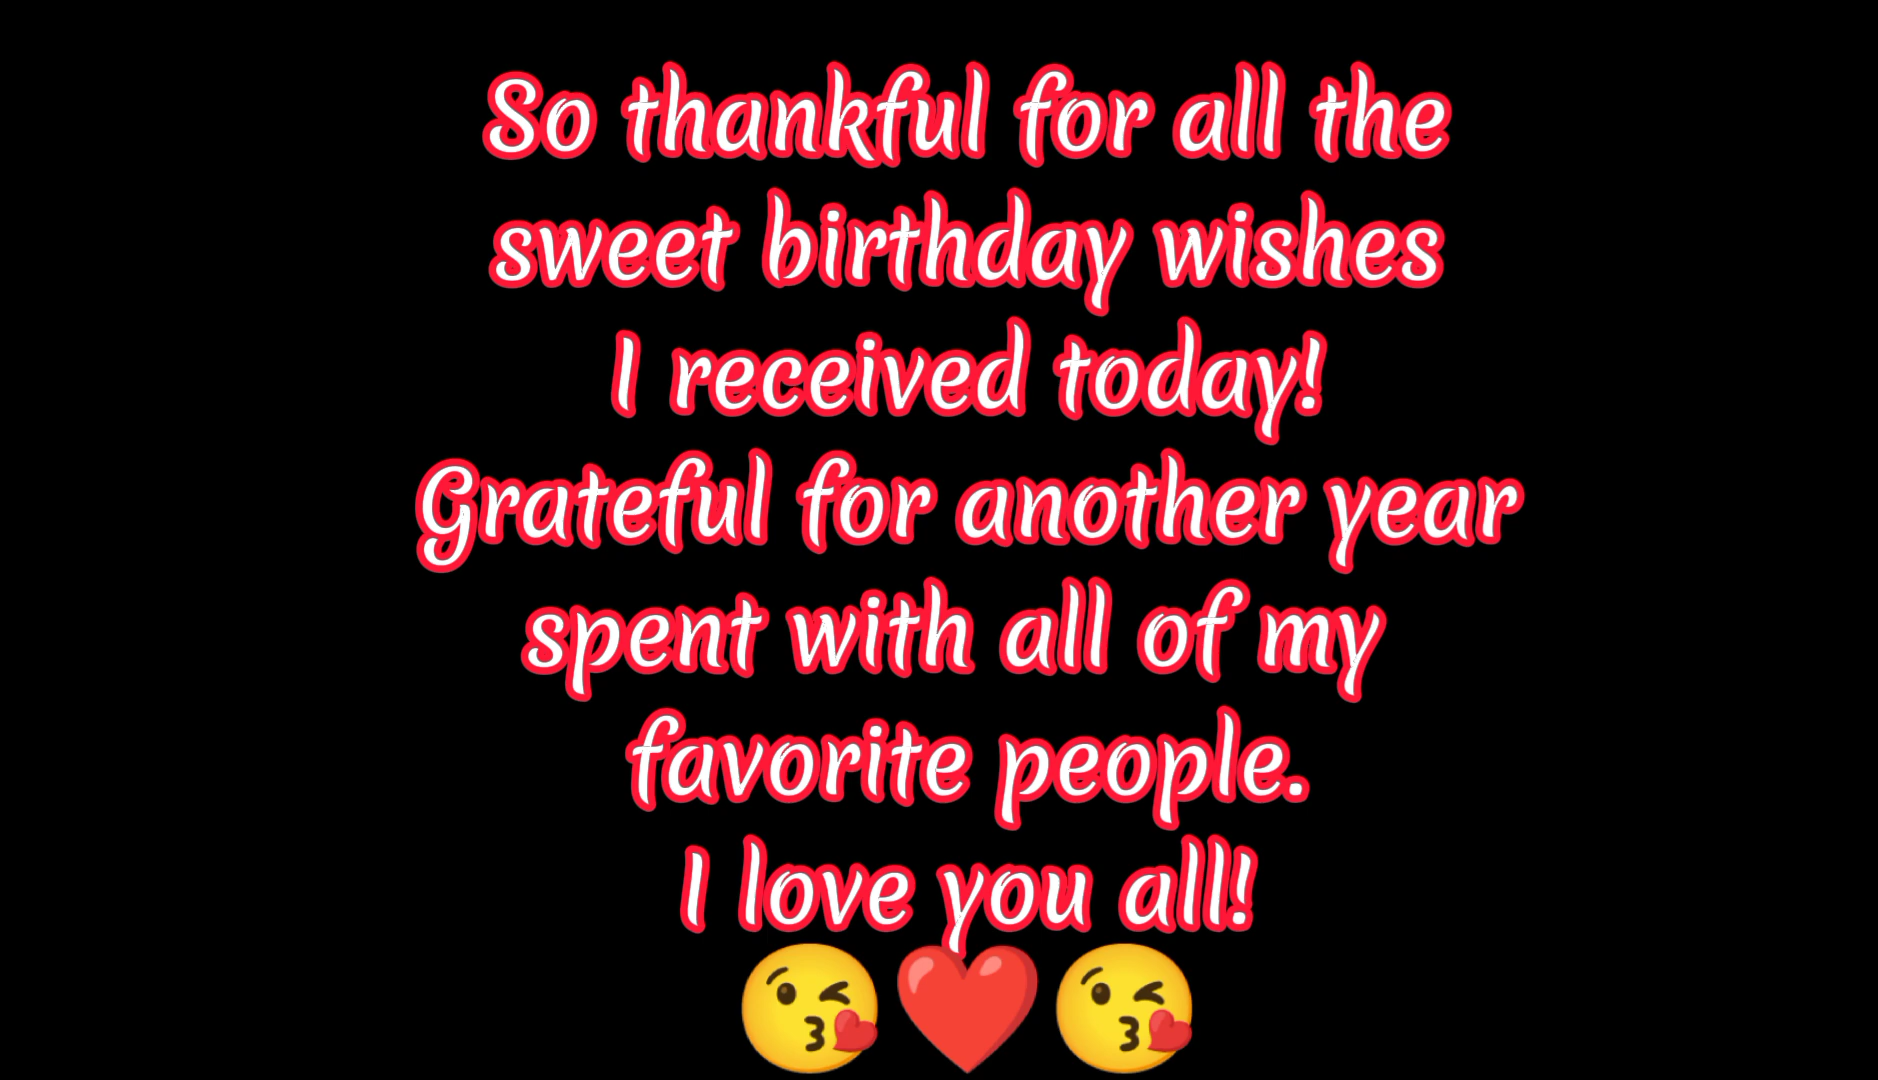 So thankful for all the
sweet birthday wishes
I received today!
Grateful for another year
spent with all of my
favorite people.
I love you all!
😘❤️😘